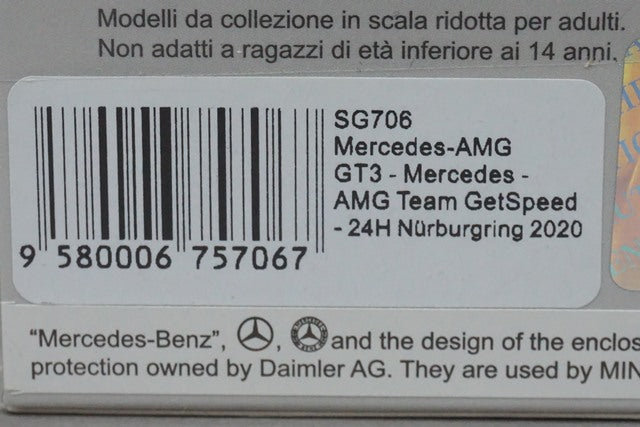 Modelli da collezione in scala ridotta per adulti.
Non adatti a ragazzi di età inferiore ai 14 anni.
SG706
Mercedes-AMG
GT3 - Mercedes -
AMG Team GetSpeed
- 24H Nürburgring 2020
9 580006 757067
"Mercedes-Benz", , and the design of the enclos
protection owned by Daimler AG. They are used by MIN